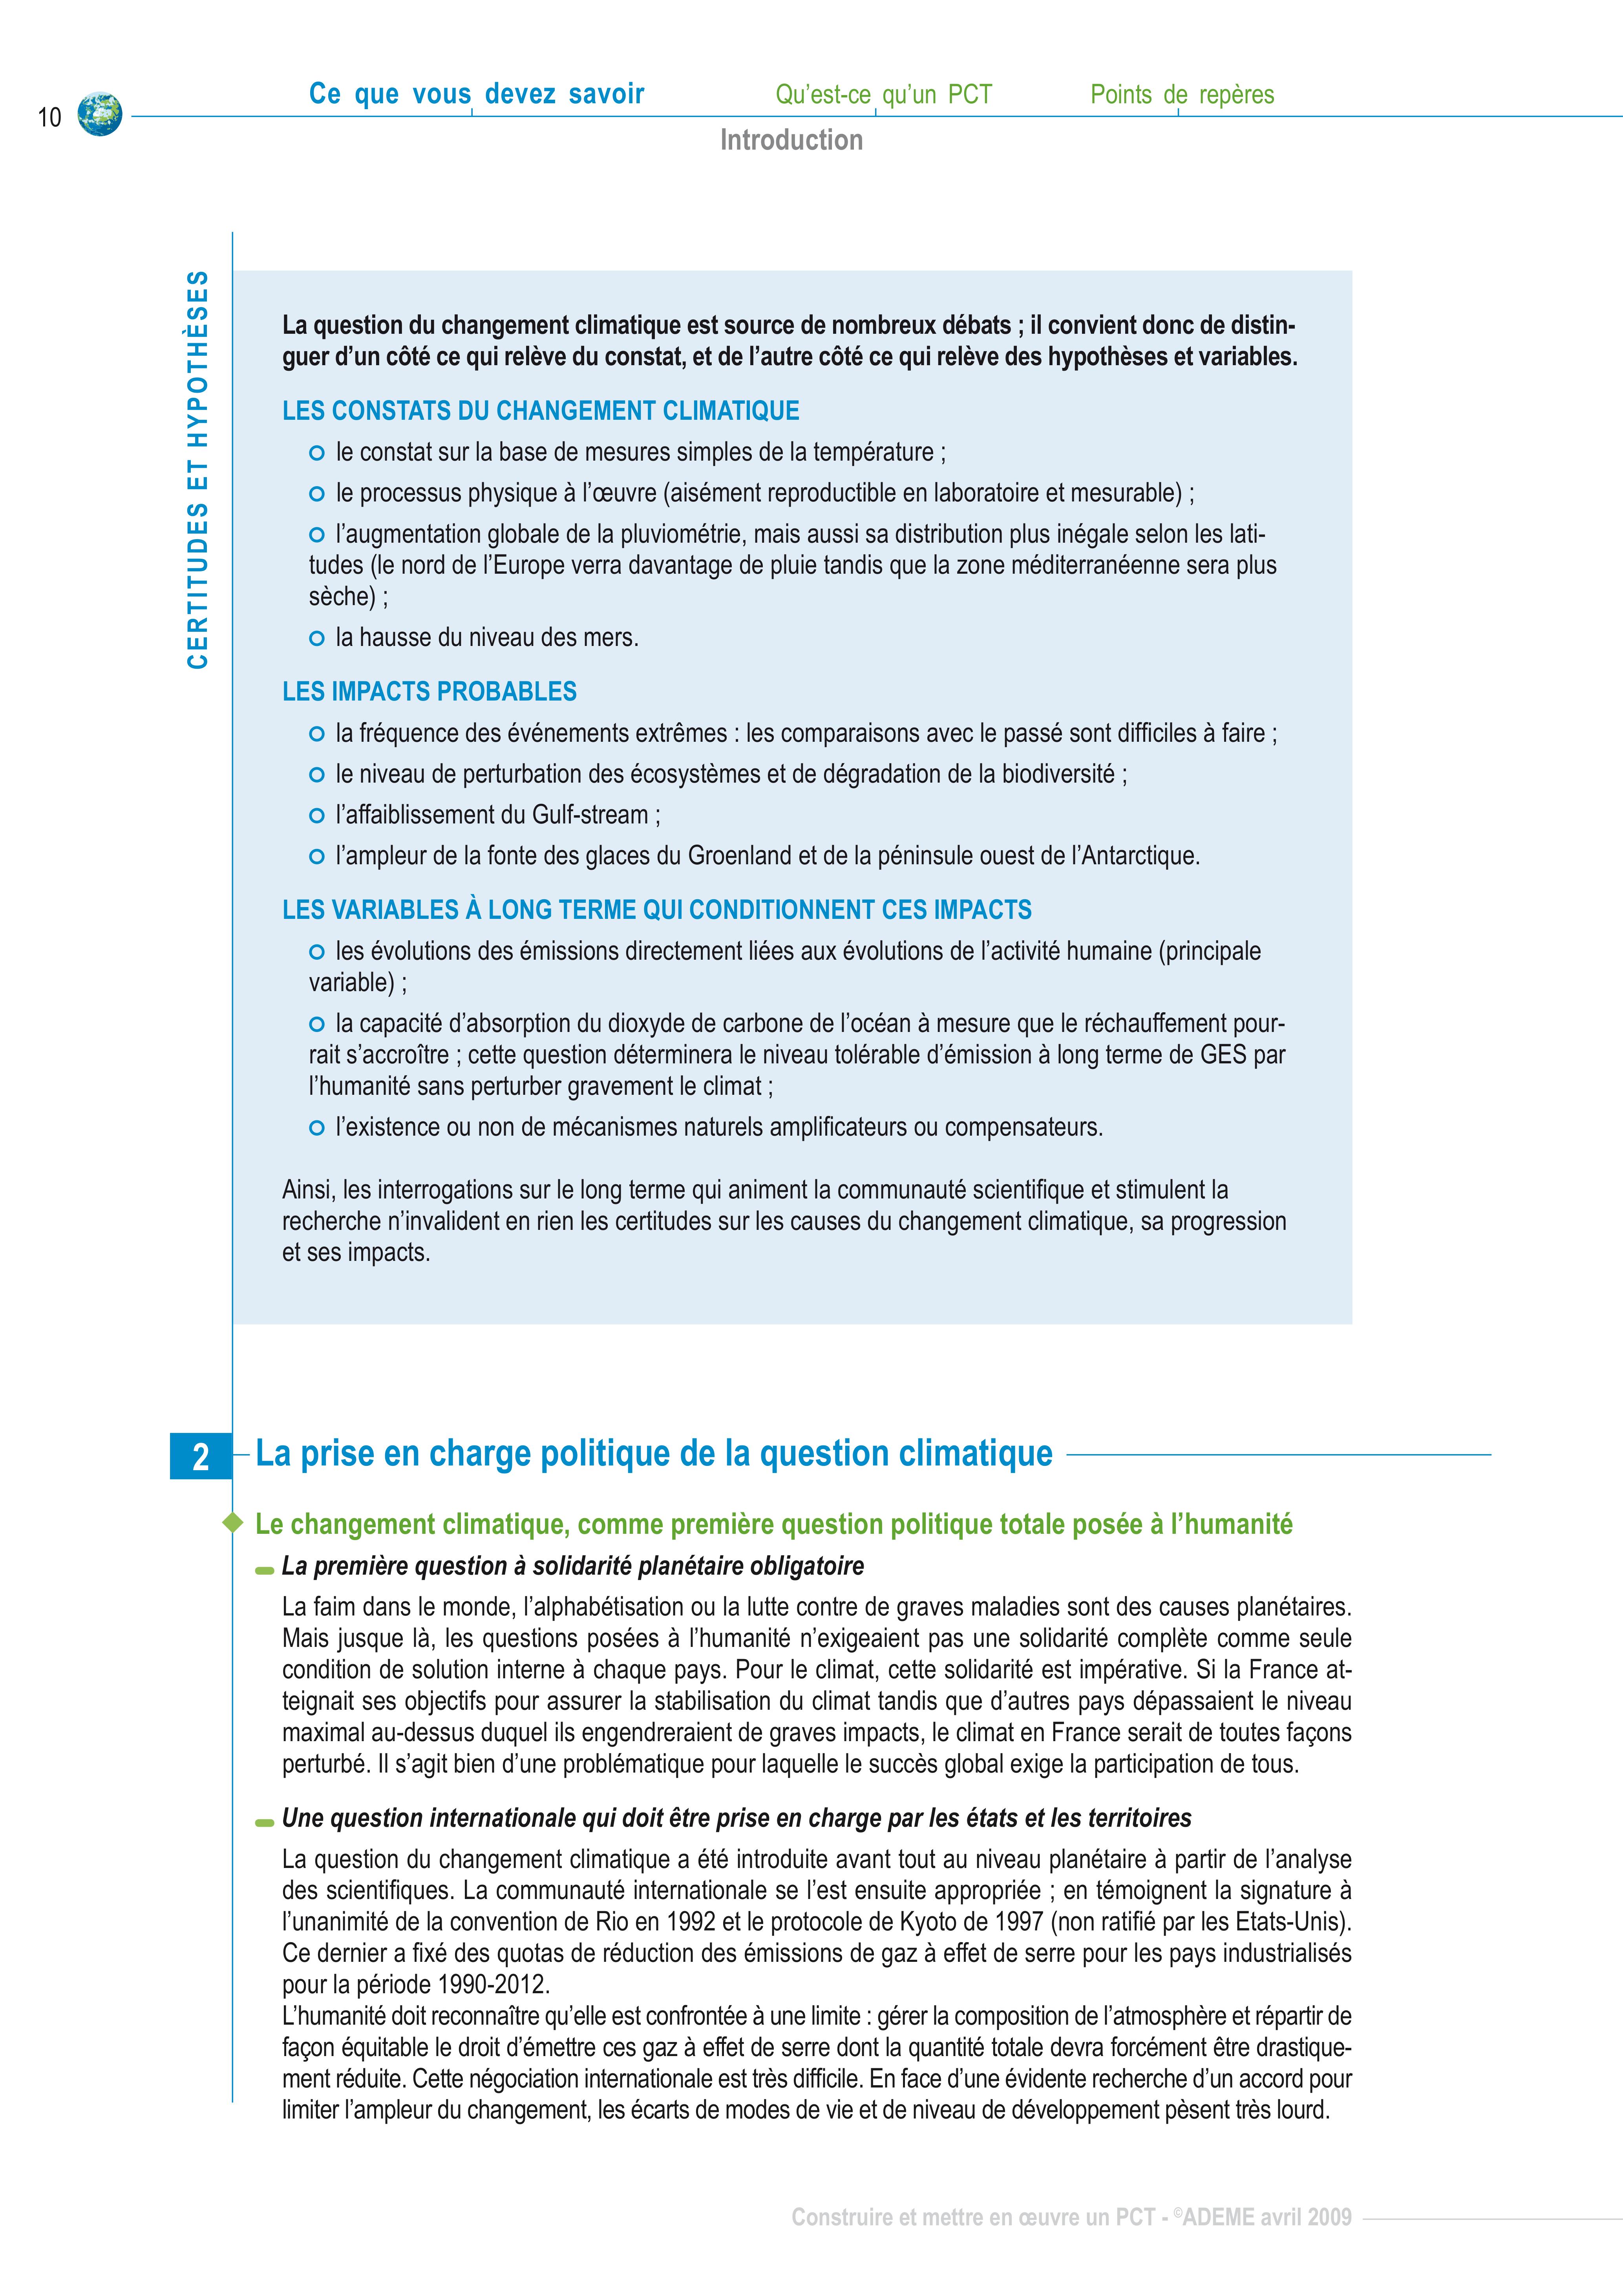 10
Ce que vous devez savoir
Qu’est-ce qu’un PCT
Points de repères
Introduction
CERTITUDES ET HYPOTHÈSES
La question du changement climatique est source de nombreux débats ; il convient donc de distin-
guer d’un côté ce qui relève du constat, et de l’autre côté ce qui relève des hypothèses et variables.
LES CONSTATS DU CHANGEMENT CLIMATIQUE
le constat sur la base de mesures simples de la température ;
le processus physique à l’œuvre (aisément reproductible en laboratoire et mesurable) ;
l’augmentation globale de la pluviométrie, mais aussi sa distribution plus inégale selon les lati-
tudes (le nord de l’Europe verra davantage de pluie tandis que la zone méditerranéenne sera plus
sèche) ;
la hausse du niveau des mers.
LES IMPACTS PROBABLES
la fréquence des événements extrêmes : les comparaisons avec le passé sont difficiles à faire ;
le niveau de perturbation des écosystèmes et de dégradation de la biodiversité ;
l’affaiblissement du Gulf-stream ;
l’ampleur de la fonte des glaces du Groenland et de la péninsule ouest de l’Antarctique.
LES VARIABLES À LONG TERME QUI CONDITIONNENT CES IMPACTS
les évolutions des émissions directement liées aux évolutions de l’activité humaine (principale
variable) ;
la capacité d’absorption du dioxyde de carbone de l’océan à mesure que le réchauffement pour-
rait s’accroître ; cette question déterminera le niveau tolérable d’émission à long terme de GES par
l’humanité sans perturber gravement le climat ;
l’existence ou non de mécanismes naturels amplificateurs ou compensateurs.
Ainsi, les interrogations sur le long terme qui animent la communauté scientifique et stimulent la
recherche n’invalident en rien les certitudes sur les causes du changement climatique, sa progression
et ses impacts.
2
La prise en charge politique de la question climatique
Le changement climatique, comme première question politique totale posée à l’humanité
La première question à solidarité planétaire obligatoire
La faim dans le monde, l’alphabétisation ou la lutte contre de graves maladies sont des causes planétaires.
Mais jusque là, les questions posées à l’humanité n’exigeaient pas une solidarité complète comme seule
condition de solution interne à chaque pays. Pour le climat, cette solidarité est impérative. Si la France at-
teignait ses objectifs pour assurer la stabilisation du climat tandis que d’autres pays dépassaient le niveau
maximal au-dessus duquel ils engendreraient de graves impacts, le climat en France serait de toutes façons
perturbé. Il s’agit bien d’une problématique pour laquelle le succès global exige la participation de tous.
Une question internationale qui doit être prise en charge par les états et les territoires
La question du changement climatique a été introduite avant tout au niveau planétaire à partir de l’analyse
des scientifiques. La communauté internationale se l’est ensuite appropriée ; en témoignent la signature à
l’unanimité de la convention de Rio en 1992 et le protocole de Kyoto de 1997 (non ratifié par les Etats-Unis).
Ce dernier a fixé des quotas de réduction des émissions de gaz à effet de serre pour les pays industrialisés
pour la période 1990-2012.
L’humanité doit reconnaître qu’elle est confrontée à une limite : gérer la composition de l’atmosphère et répartir de
façon équitable le droit d’émettre ces gaz à effet de serre dont la quantité totale devra forcément être drastique-
ment réduite. Cette négociation internationale est très difficile. En face d’une évidente recherche d’un accord pour
limiter l’ampleur du changement, les écarts de modes de vie et de niveau de développement pèsent très lourd.
Construire et mettre en œuvre un PCT - ©ADEME avril 2009